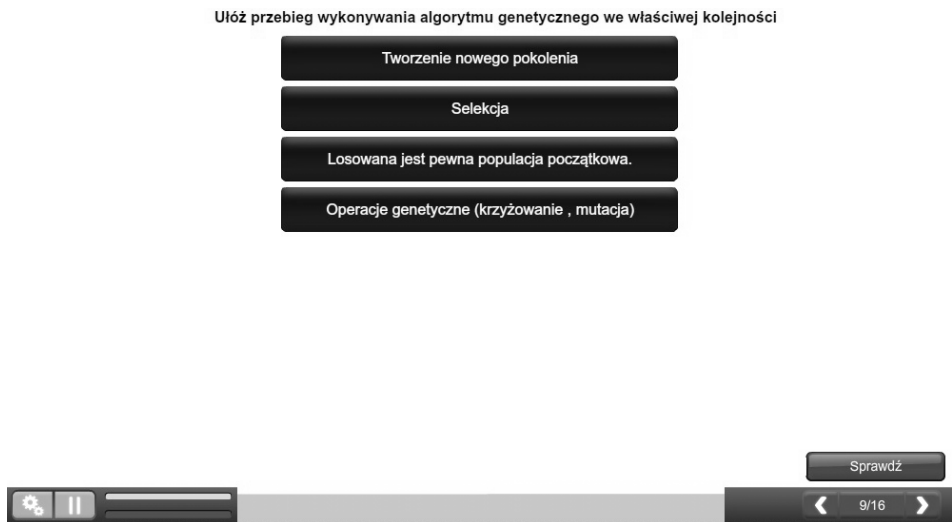 Ułóż przebieg wykonywania algorytmu genetycznego we właściwej kolejności
Tworzenie nowego pokolenia
Selekcja
Losowana jest pewna populacja początkowa.
Operacje genetyczne (krzyżowanie , mutacja)
Sprawdź
9/16